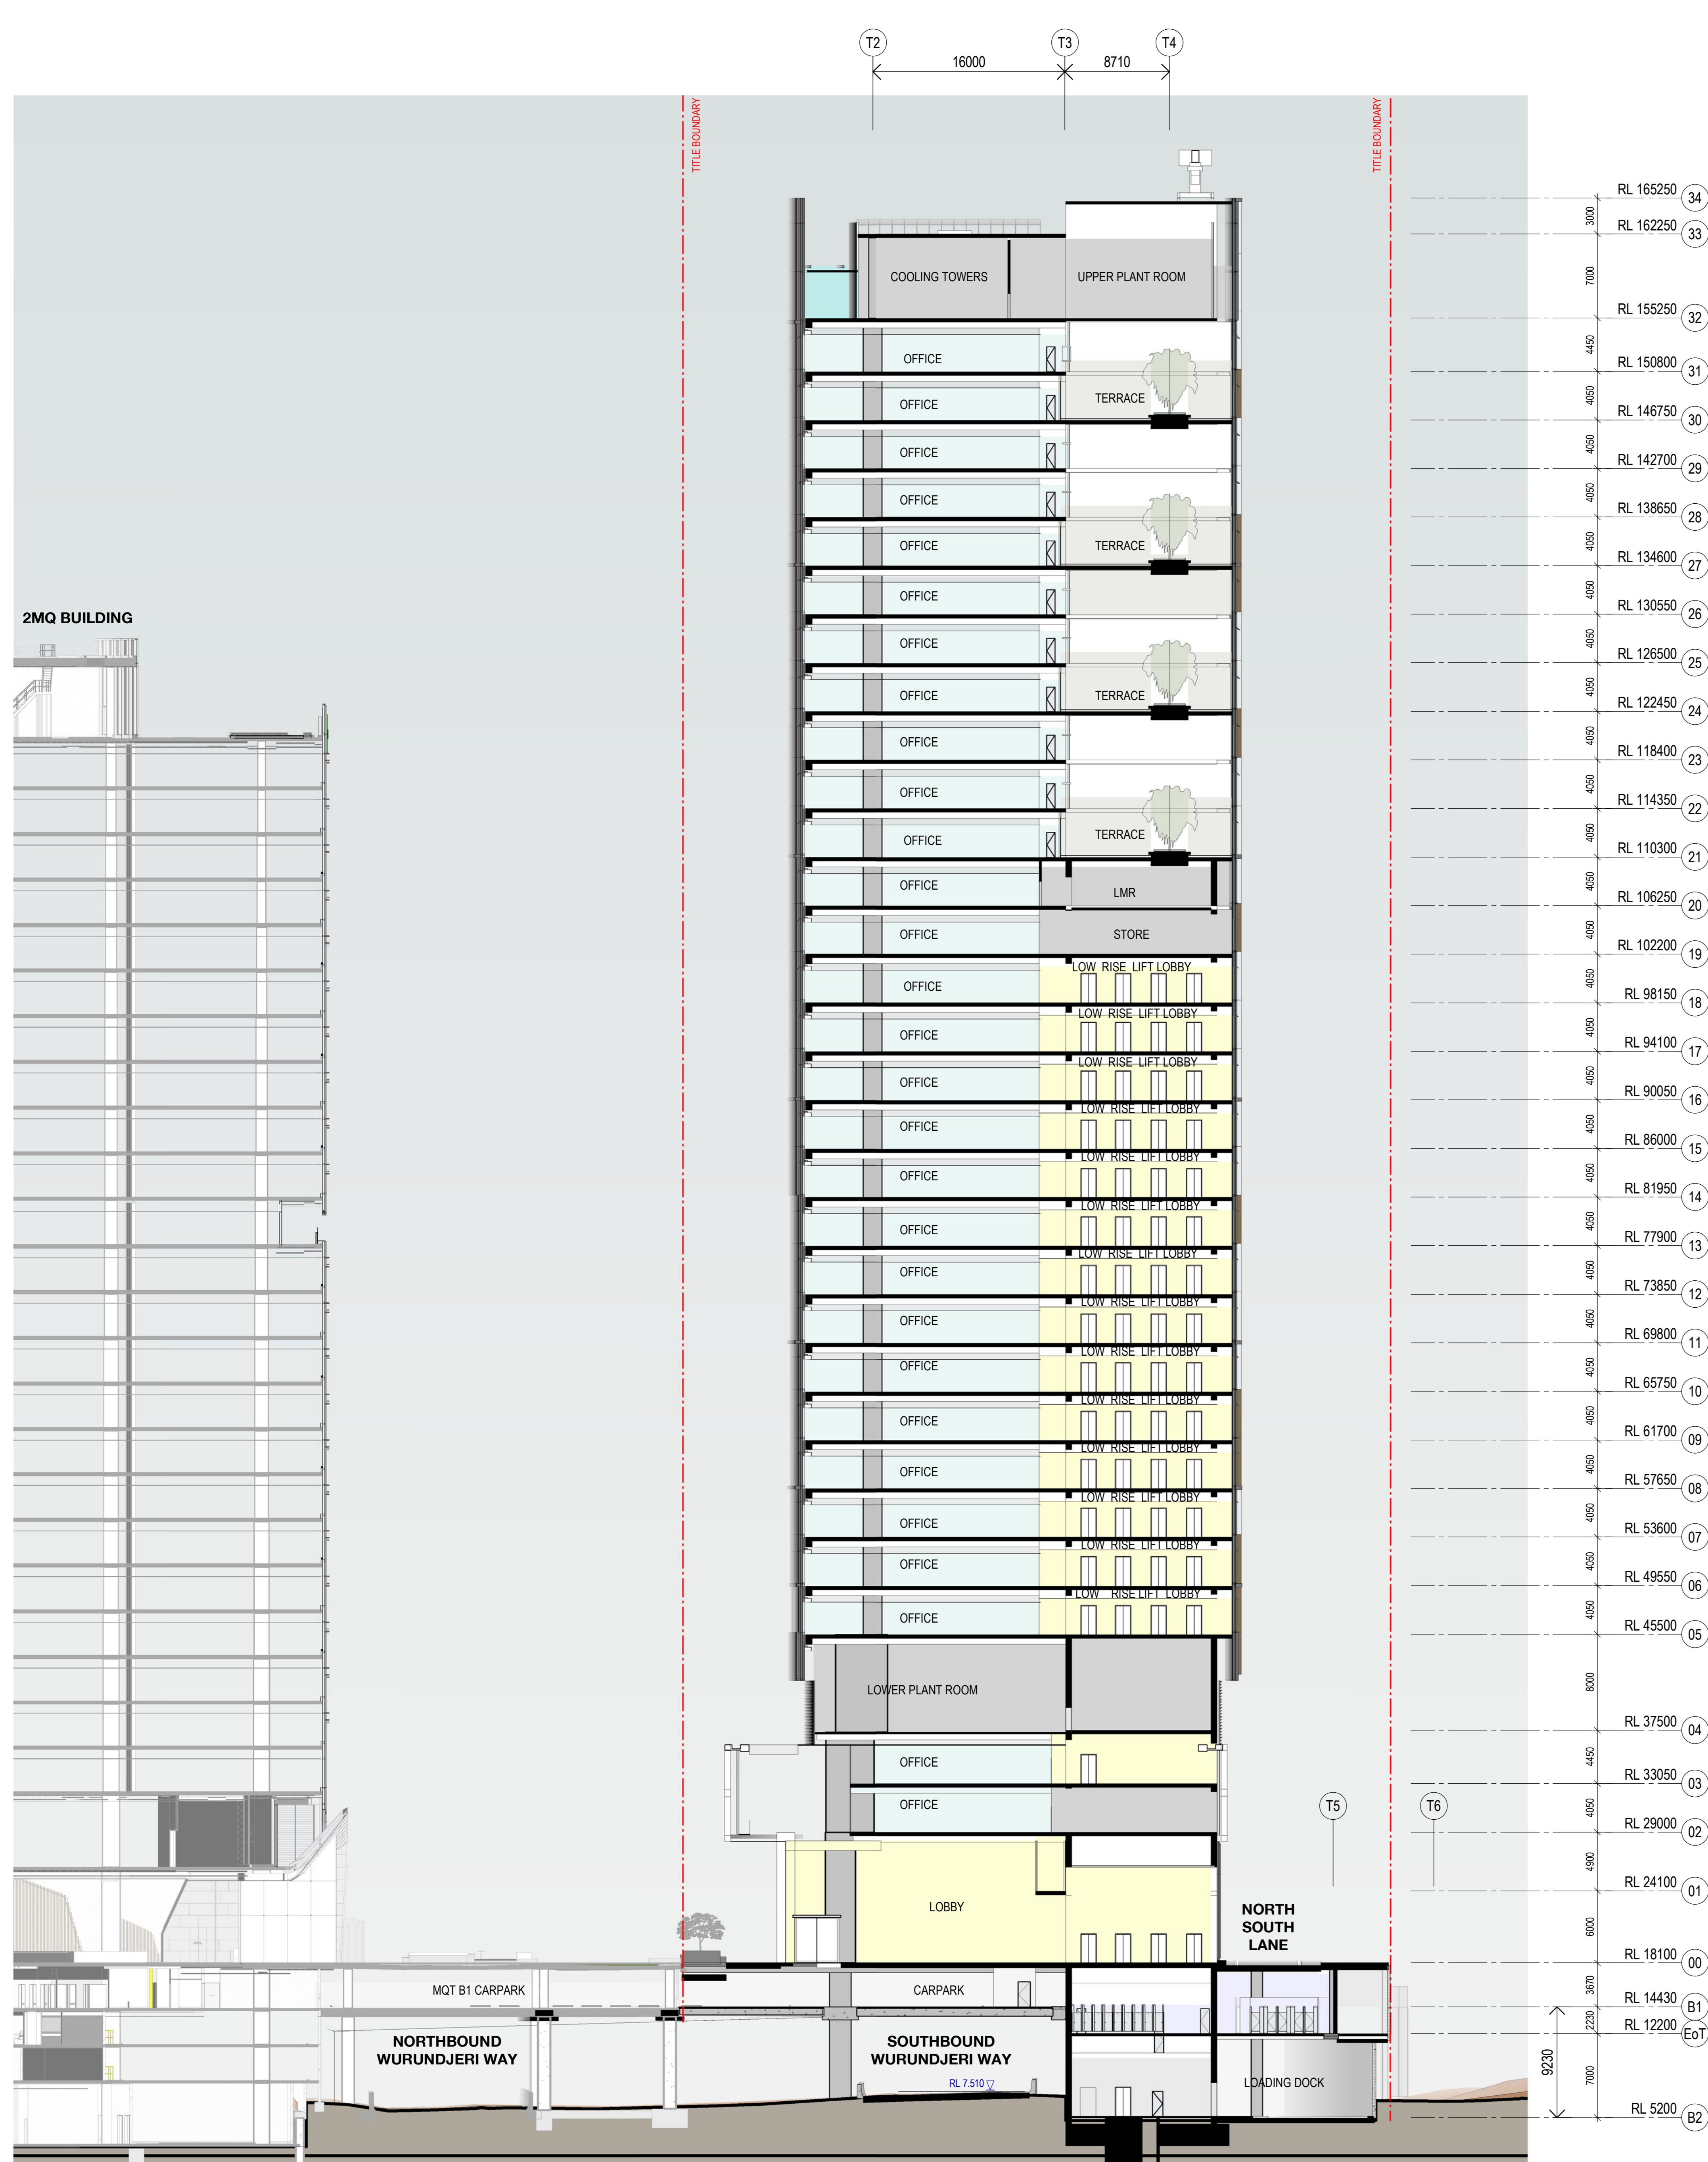 T2
T3
T4
16000
8710
TITLE BOUNDARY
TITLE BOUNDARY
RL 165250
34
3000
RL 162250
33
COOLING TOWERS
UPPER PLANT ROOM
7000
RL 155250
32
OFFICE
4450
RL 150800
31
OFFICE
TERRACE
4050
RL 146750
30
OFFICE
4050
RL 142700
29
OFFICE
4050
RL 138650
28
OFFICE
TERRACE
4050
RL 134600
27
OFFICE
4050
RL 130550
26
2MQ BUILDING
OFFICE
4050
RL 126500
25
OFFICE
TERRACE
4050
RL 122450
24
OFFICE
4050
RL 118400
23
OFFICE
4050
RL 114350
22
OFFICE
TERRACE
4050
RL 110300
21
OFFICE
LMR
4050
RL 106250
20
OFFICE
STORE
4050
RL 102200
19
LOW RISE LIFT LOBBY
OFFICE
4050
RL 98150
18
LOW RISE LIFT LOBBY
OFFICE
4050
RL 94100
17
LOW RISE LIFT LOBBY
OFFICE
4050
RL 90050
16
LOW RISE LIFT LOBBY
OFFICE
4050
RL 86000
15
LOW RISE LIFT LOBBY
OFFICE
4050
RL 81950
14
LOW RISE LIFT LOBBY
OFFICE
4050
RL 77900
13
LOW RISE LIFT LOBBY
OFFICE
4050
RL 73850
12
LOW RISE LIFT LOBBY
OFFICE
4050
RL 69800
11
LOW RISE LIFT LOBBY
OFFICE
4050
RL 65750
10
LOW RISE LIFT LOBBY
OFFICE
4050
RL 61700
09
LOW RISE LIFT LOBBY
OFFICE
4050
RL 57650
08
LOW RISE LIFT LOBBY
OFFICE
4050
RL 53600
07
LOW RISE LIFT LOBBY
OFFICE
4050
RL 49550
06
LOW RISE LIFT LOBBY
OFFICE
4050
RL 45500
05
LOWER PLANT ROOM
8000
RL 37500
04
OFFICE
4450
RL 33050
03
OFFICE
4050
T5
T6
RL 29000
02
4900
RL 24100
01
LOBBY
NORTH
SOUTH
LANE
6000
RL 18100
00
MQT B1 CARPARK
CARPARK
3670
RL 14430
B1
2230
RL 12200
EoT
NORTHBOUND
WURUNDJERI WAY
SOUTHBOUND
WURUNDJERI WAY
RL 7.510
LOADING DOCK
9230
7000
RL 5200
B2